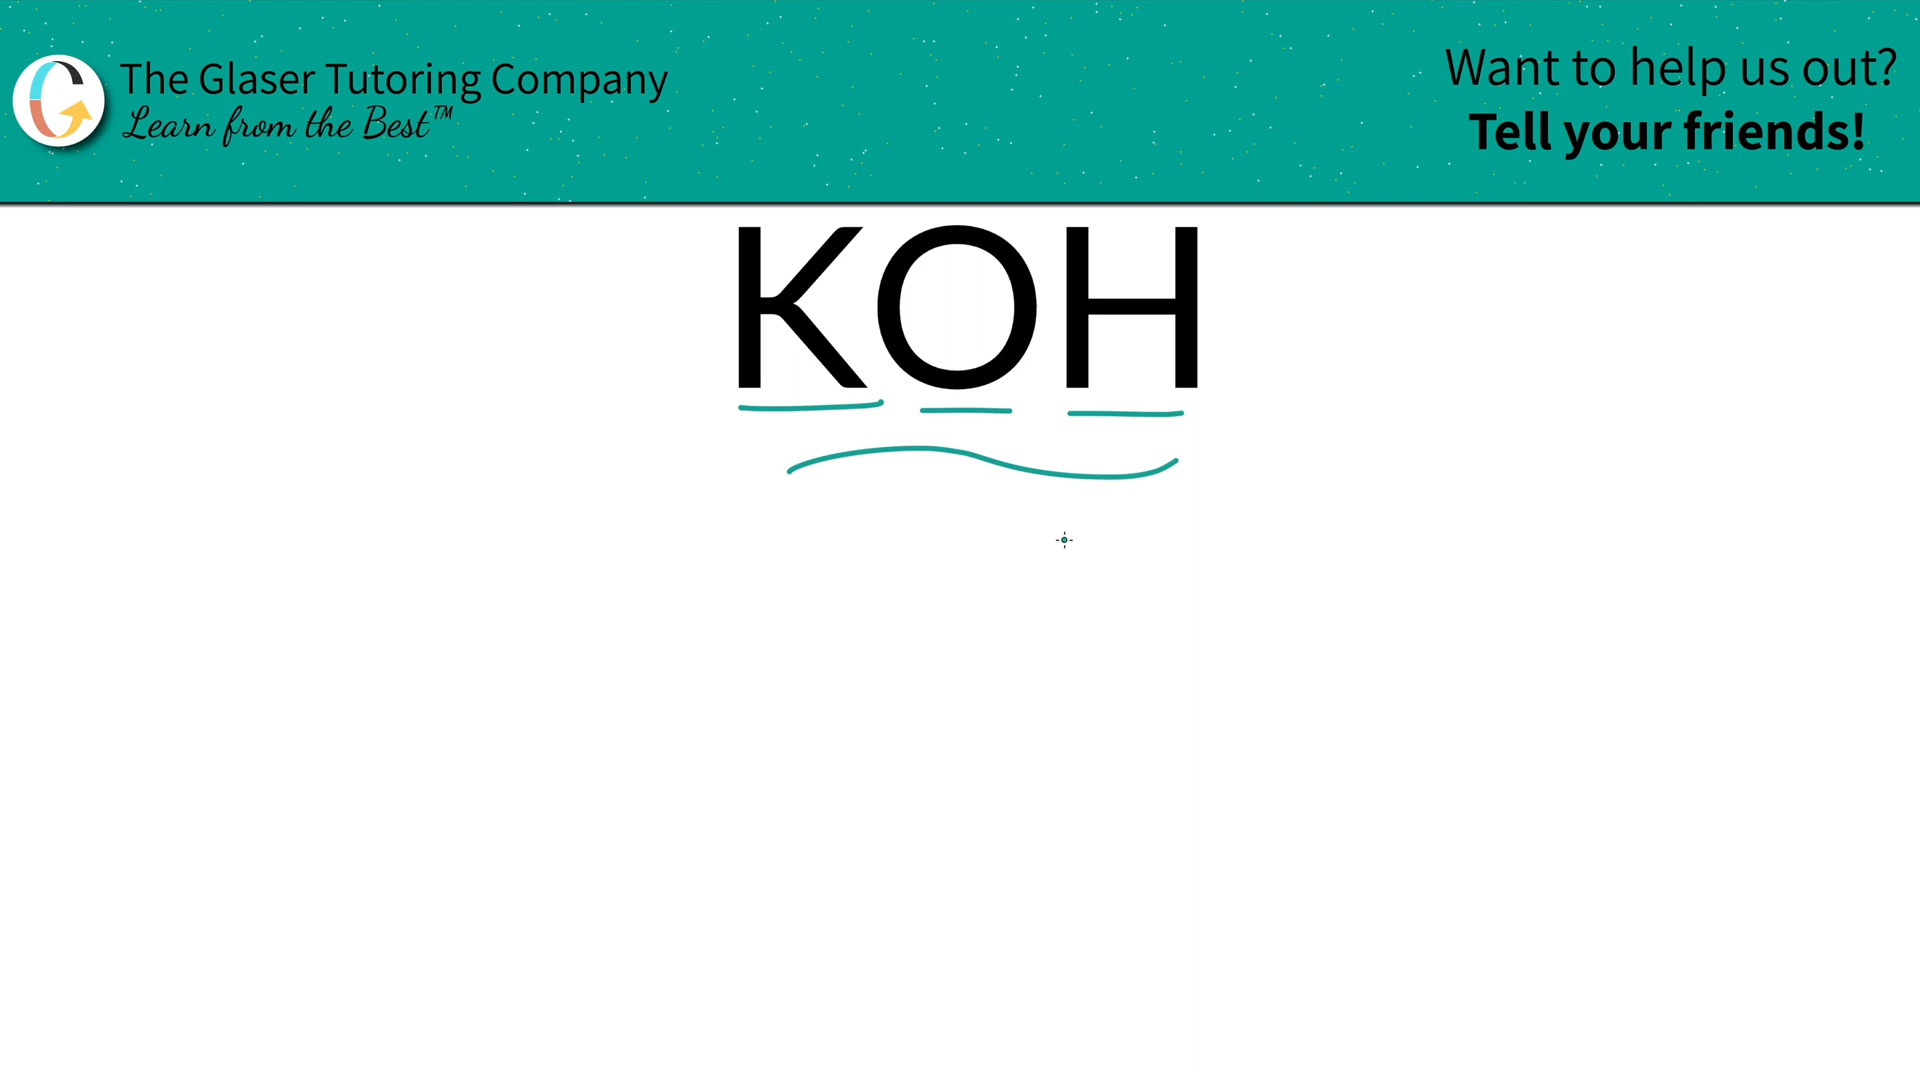 The Glaser Tutoring Company
Learn from the Best™
Want to help us out?
Tell your friends!
KOH